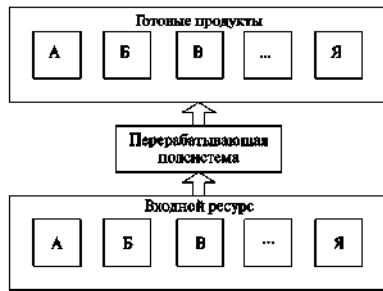 Готовые продукты
А Б В ... Я
Перерабатывающая
подсистема
Входной ресурс
А Б В ... Я